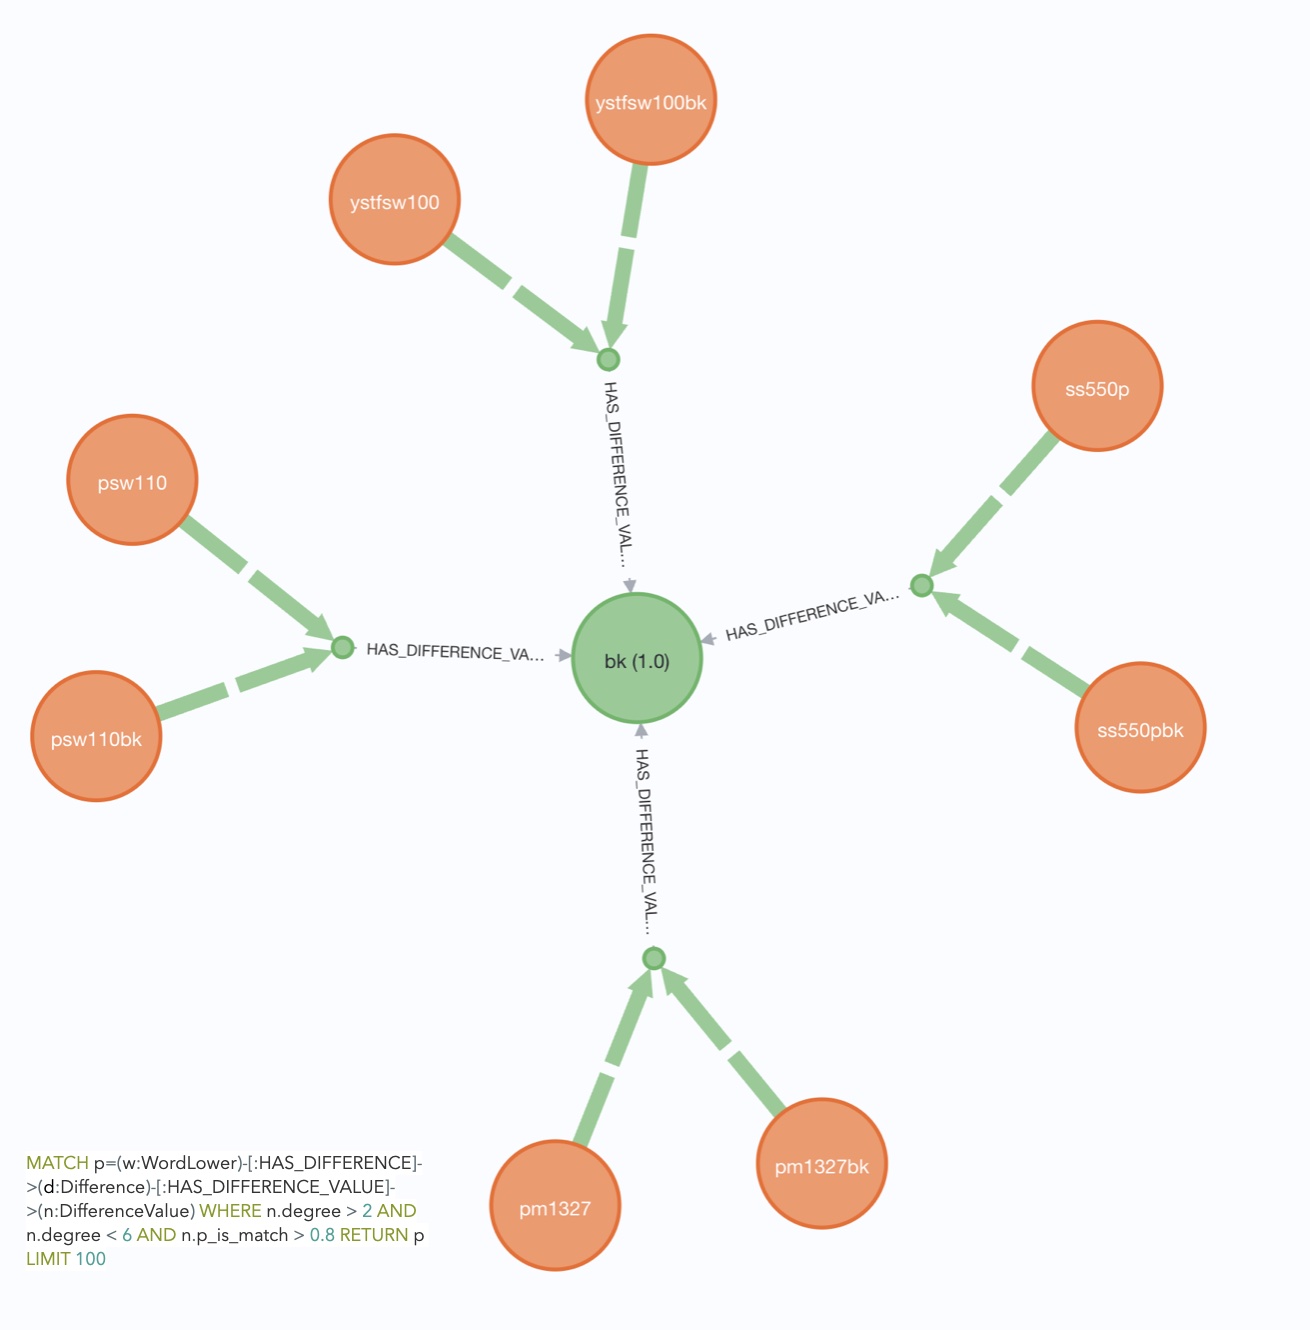 ystfsw100bk
ystfsw100
ss550p
HAS_DIFFERENCE_VAL...
psw110
HAS_DIFFERENCE_VA...
HAS_DIFFERENCE_VA...
bk (1.0)
ss550pbk
psw110bk
HAS_DIFFERENCE_VAL...
pm1327bk
pm1327
MATCH p=(w:WordLower)-[:HAS_DIFFERENCE]-
>(d:Difference)-[:HAS_DIFFERENCE_VALUE]-
>(n:DifferenceValue) WHERE n.degree > 2 AND
n.degree < 6 AND n.p_is_match > 0.8 RETURN p
LIMIT 100